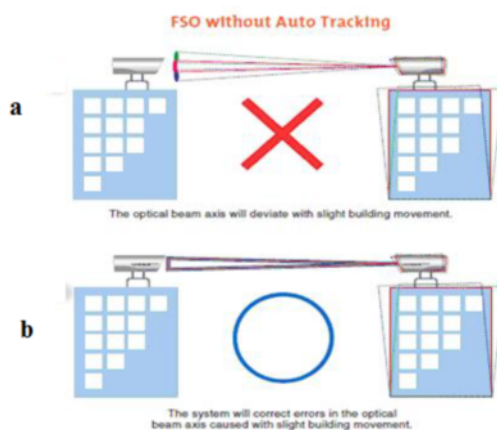 FSO without Auto Tracking
a
The optical beam axis will deviate with slight building movement.
b
The system will correct errors in the optical
beam axis caused with slight building movement.